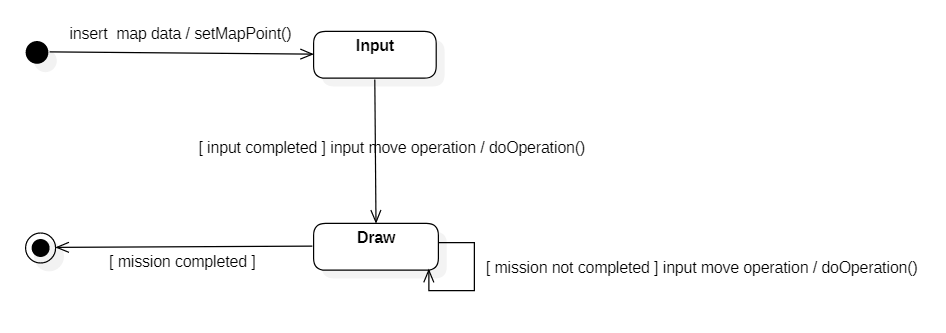 insert  map data / setMapPoint()
Input
[ input completed ] input move operation / doOperation()
Draw
[ mission completed ]
[ mission not completed ] input move operation / doOperation()